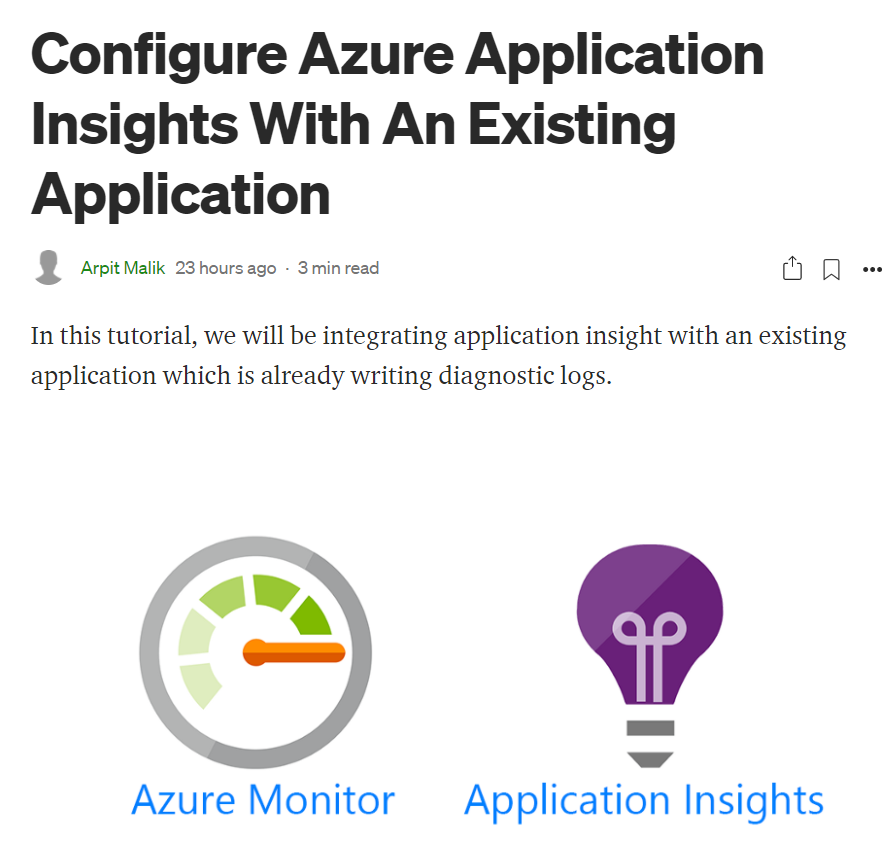 Configure Azure Application
Insights With An Existing
Application
Arpit Malik 23 hours ago · 3 min read
In this tutorial, we will be integrating application insight with an existing
application which is already writing diagnostic logs.
Azure Monitor
Application Insights